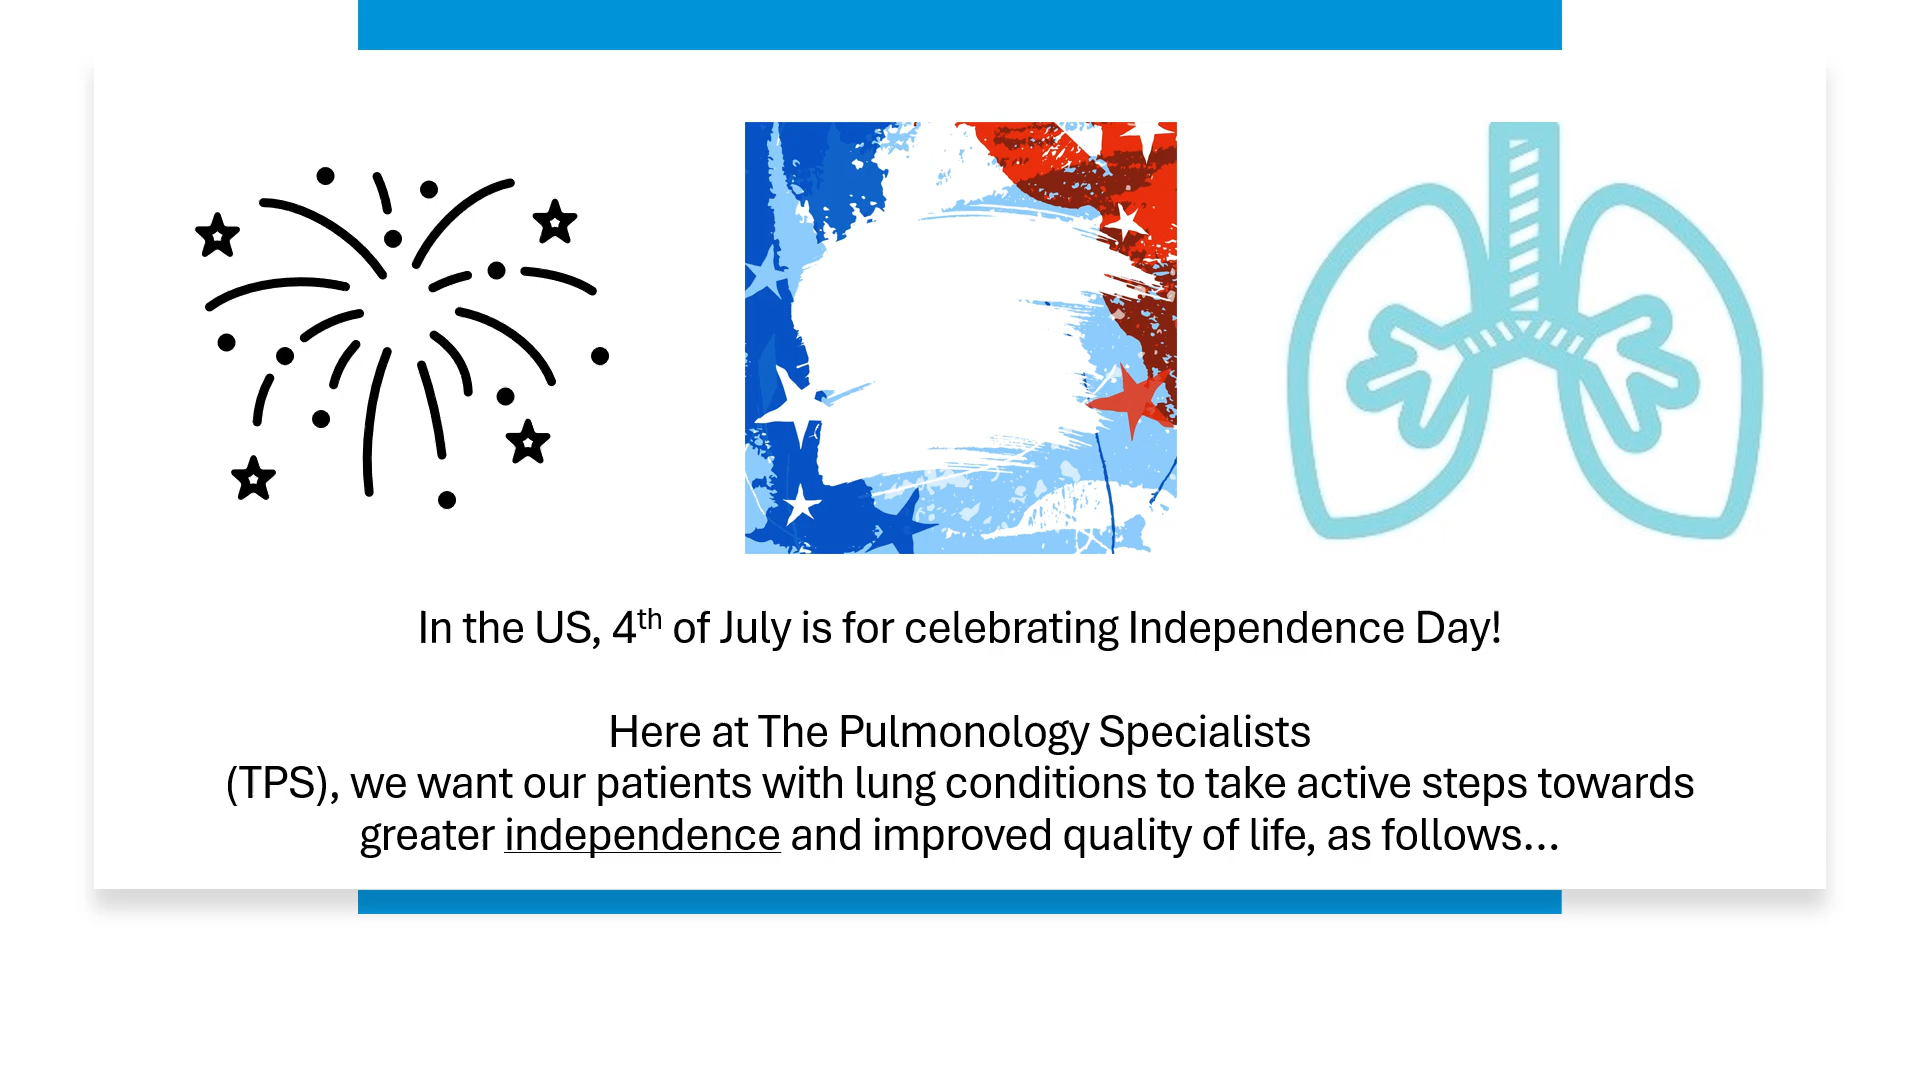 In the US, 4th of July is for celebrating Independence Day!
Here at The Pulmonology Specialists
(TPS), we want our patients with lung conditions to take active steps towards
greater independence and improved quality of life, as follows…